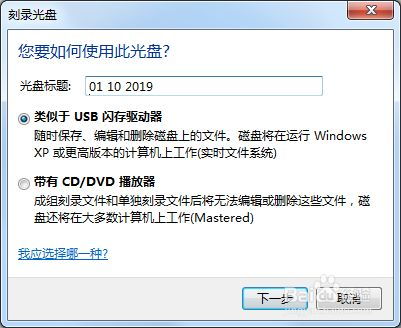 刻录光盘
您要如何使用此光盘?
光盘标题: 01 10 2019
类似于 USB 闪存驱动器
随时保存、编辑和删除磁盘上的文件。磁盘将在运行 Windows
XP 或更高版本的计算机上工作(实时文件系统)
带有 CD/DVD 播放器
成组刻录文件和单独刻录文件后将无法编辑或删除这些文件，磁
盘还将在大多数计算机上工作(Mastered)
我应选择哪一种?
下一步 取消